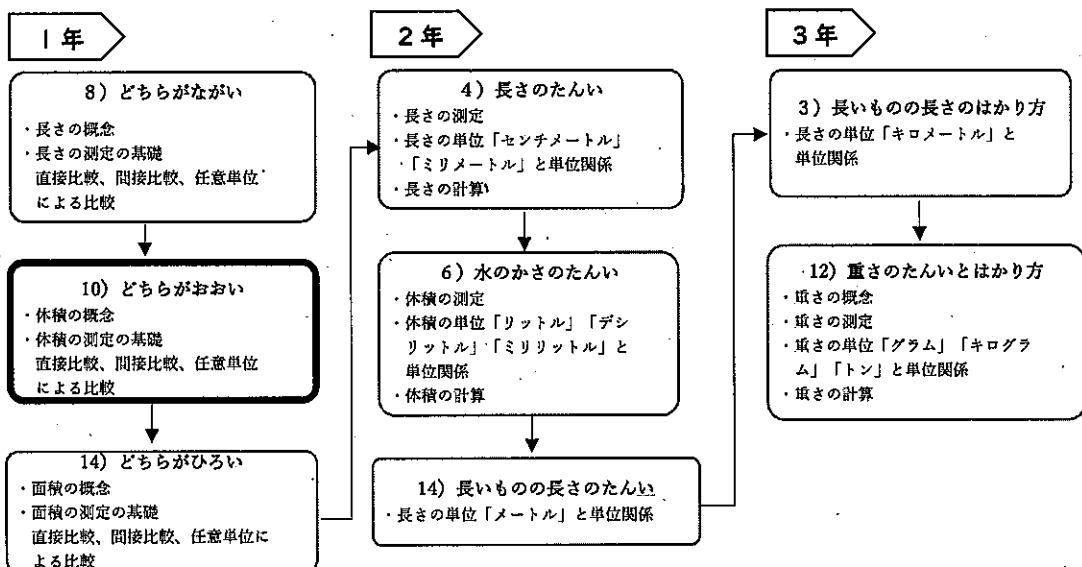 1年
8）どちらがながい
・長さの概念
・長さの測定の基礎
直接比較、間接比較、任意単位
による比較
10）どちらがおおい
・体積の概念
・体積の測定の基礎
直接比較、間接比較、任意単位
による比較
14）どちらがひろい
・面積の概念
・面積の測定の基礎
直接比較、間接比較、任意単位に
よる比較
2年
4）長さのたんい
・長さの測定
・長さの単位「センチメートル」
「ミリメートル」と単位関係
・長さの計算
6）水のかさのたんい
・体積の測定
・体積の単位「リットル」「デシ
リットル」「ミリリットル」と
単位関係
・体積の計算
14）長いものの長さのたんい
・長さの単位「メートル」と単位関係
3年
3）長いものの長さのはかり方
・長さの単位「キロメートル」と
単位関係
12）重さのたんいとはかり方
・重さの概念
・重さの測定
・重さの単位「グラム」「キログラ
ム」「トン」と単位関係
・重さの計算